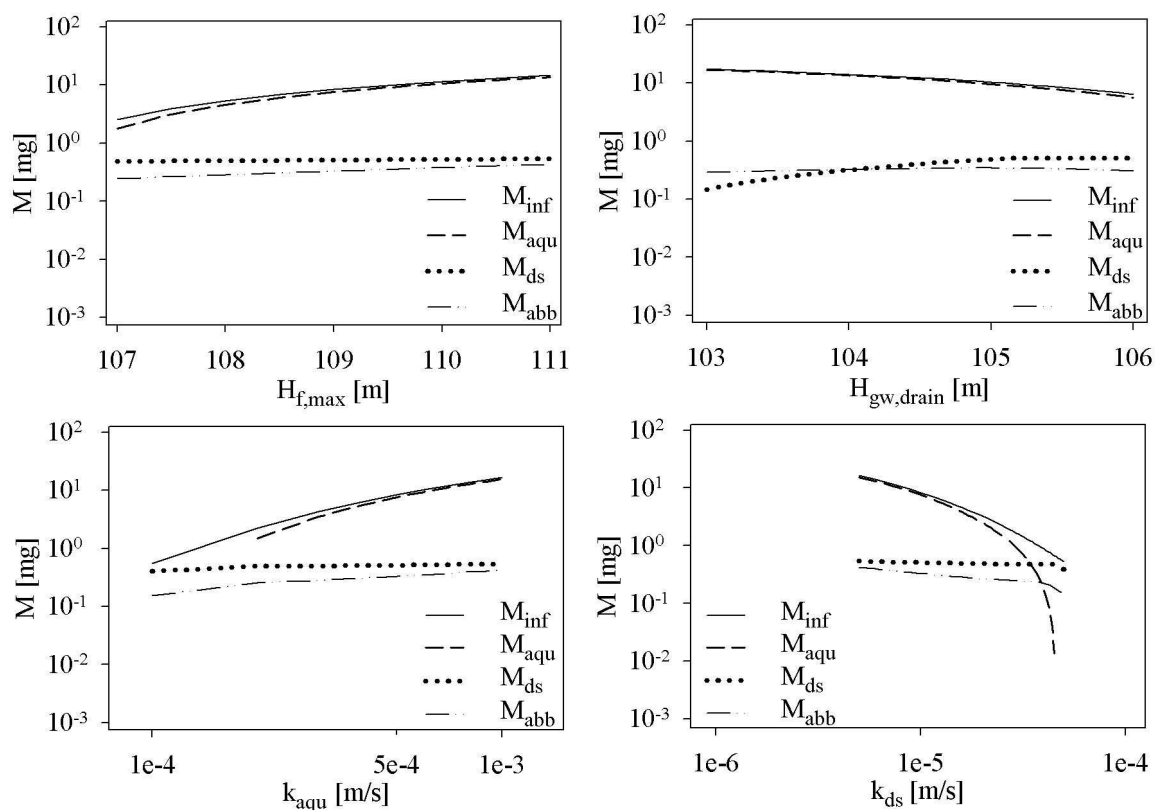 10²
10¹
10⁰
10⁻¹
10⁻²
10⁻³
M [mg]
M_inf
M_aqu
M_ds
M_abb
107 108 109 110 111
H_f,max [m]
10²
10¹
10⁰
10⁻¹
10⁻²
10⁻³
M [mg]
M_inf
M_aqu
M_ds
M_abb
103 104 105 106
H_gw,drain [m]
10²
10¹
10⁰
10⁻¹
10⁻²
10⁻³
M [mg]
M_inf
M_aqu
M_ds
M_abb
1e-4 5e-4 1e-3
k_aqu [m/s]
10²
10¹
10⁰
10⁻¹
10⁻²
10⁻³
M [mg]
M_inf
M_aqu
M_ds
M_abb
1e-6 1e-5 1e-4
k_ds [m/s]